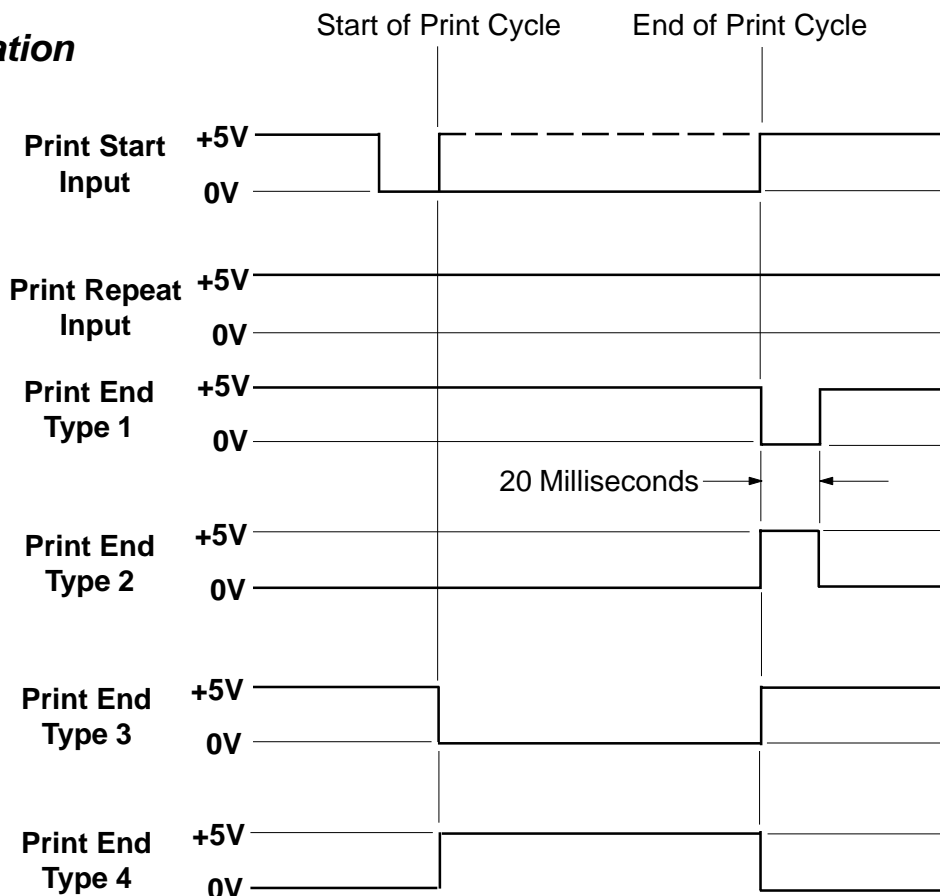 Start of Print Cycle End of Print Cycle
ation
Print Start
Input
+5V
0V
Print Repeat
Input
+5V
0V
Print End
Type 1
+5V
0V
20 Milliseconds
Print End
Type 2
+5V
0V
Print End
Type 3
+5V
0V
Print End
Type 4
+5V
0V